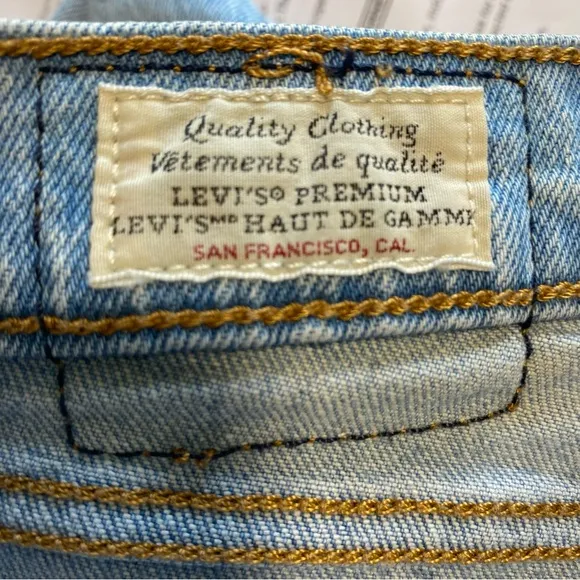 Quality Clothing
Vêtements de qualité
LEVI'S® PREMIUM
LEVI'Sᴹᴰ HAUT DE GAMME
SAN FRANCISCO, CAL.